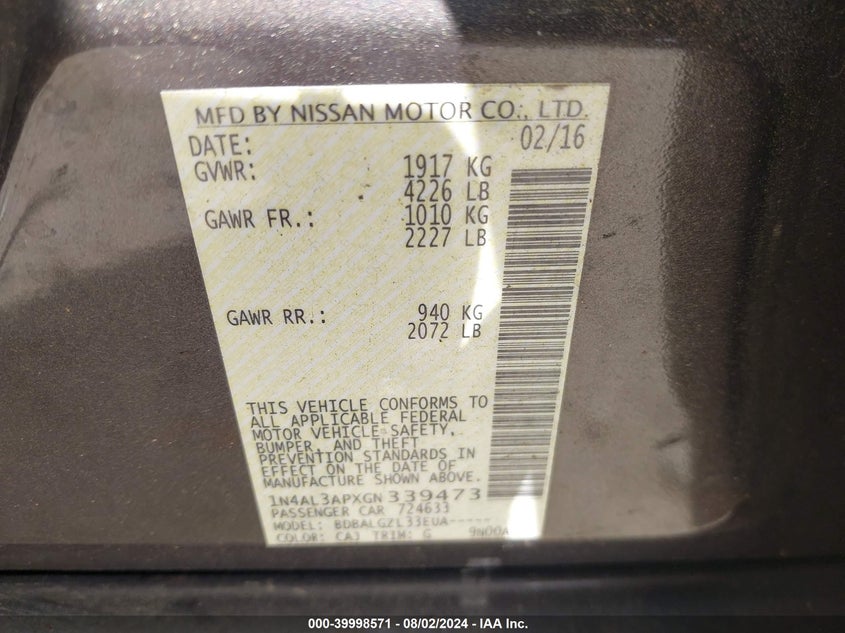 MFD BY NISSAN MOTOR CO., LTD.
DATE: 02/16
GVWR: 1917 KG
4226 LB
GAWR FR.: 1010 KG
2227 LB
GAWR RR.: 940 KG
2072 LB
THIS VEHICLE CONFORMS TO
ALL APPLICABLE FEDERAL
MOTOR VEHICLE SAFETY,
BUMPER, AND THEFT
PREVENTION STANDARDS IN
EFFECT ON THE DATE OF
MANUFACTURE SHOWN ABOVE.
1N4AL3APXGN339473
PASSENGER CAR 724633
MODEL: BDBALGZL33EUA-----
COLOR: CAJ TRIM: G 9W00A
000-39998571 - 08/02/2024 - IAA Inc.